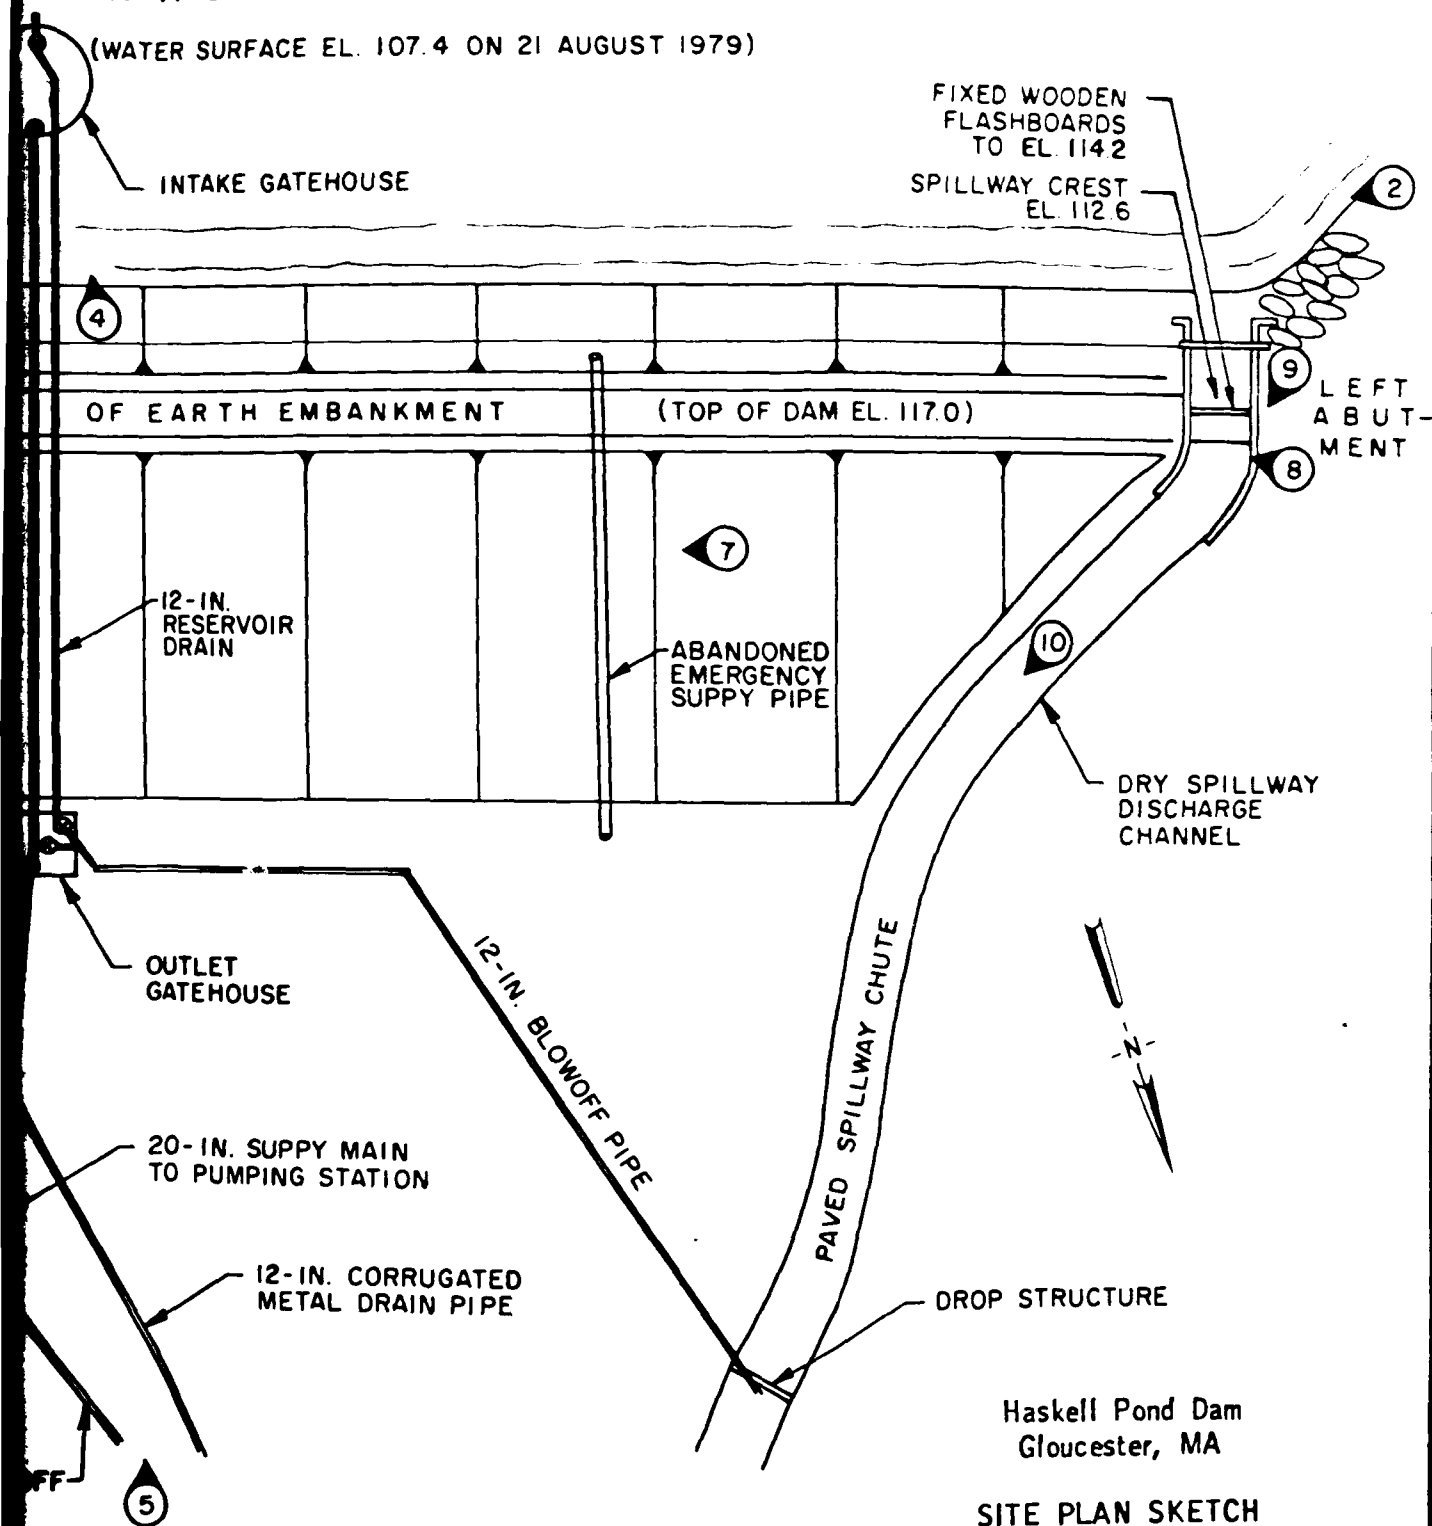 (WATER SURFACE EL. 107.4 ON 21 AUGUST 1979)
FIXED WOODEN
FLASHBOARDS
TO EL. 114.2
INTAKE GATEHOUSE
SPILLWAY CREST
EL. 112.6
2
4
9
OF EARTH EMBANKMENT (TOP OF DAM EL. 117.0)
LEFT
ABUT-
MENT
8
7
12-IN.
RESERVOIR
DRAIN
10
ABANDONED
EMERGENCY
SUPPY PIPE
DRY SPILLWAY
DISCHARGE
CHANNEL
OUTLET
GATEHOUSE
12-IN. BLOWOFF PIPE
PAVED SPILLWAY CHUTE
N
20-IN. SUPPY MAIN
TO PUMPING STATION
12-IN. CORRUGATED
METAL DRAIN PIPE
DROP STRUCTURE
FF
5
Haskell Pond Dam
Gloucester, MA
SITE PLAN SKETCH